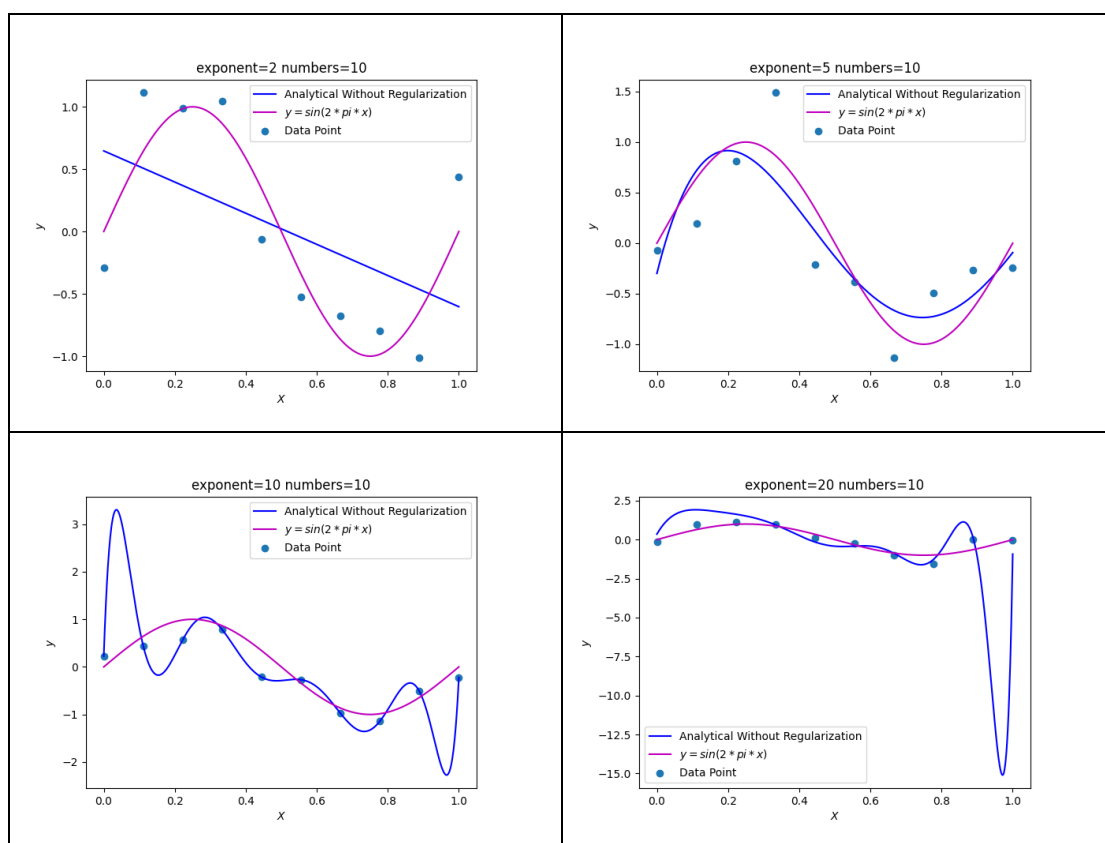 exponent=2 numbers=10
Analytical Without Regularization
y = sin(2 * pi * x)
Data Point
1.0
0.5
0.0
−0.5
−1.0
y
0.0 0.2 0.4 0.6 0.8 1.0
X
exponent=5 numbers=10
Analytical Without Regularization
y = sin(2 * pi * x)
Data Point
1.5
1.0
0.5
0.0
−0.5
−1.0
y
0.0 0.2 0.4 0.6 0.8 1.0
X
exponent=10 numbers=10
Analytical Without Regularization
y = sin(2 * pi * x)
Data Point
3
2
1
0
−1
−2
y
0.0 0.2 0.4 0.6 0.8 1.0
X
exponent=20 numbers=10
2.5
0.0
−2.5
−5.0
−7.5
−10.0
−12.5
−15.0
y
Analytical Without Regularization
y = sin(2 * pi * x)
Data Point
0.0 0.2 0.4 0.6 0.8 1.0
X